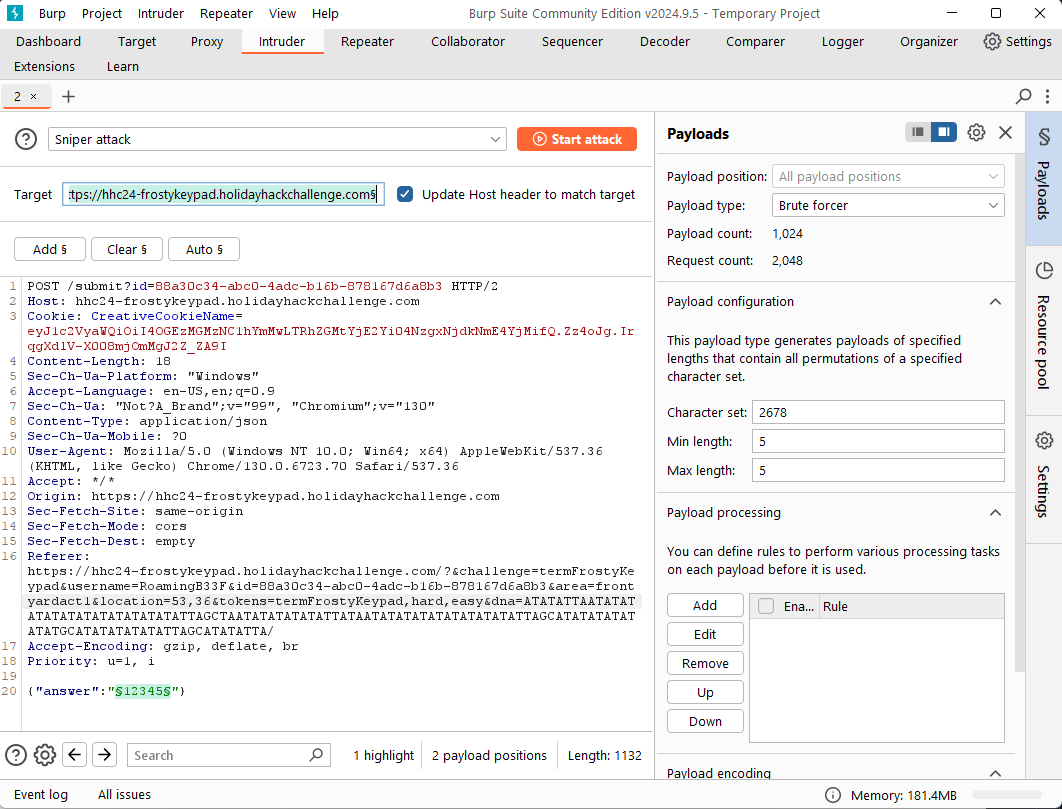 Burp Project Intruder Repeater View Help Burp Suite Community Edition v2024.9.5 - Temporary Project
Dashboard Target Proxy Intruder Repeater Collaborator Sequencer Decoder Comparer Logger Organizer Settings
Extensions Learn
2 × +
Sniper attack Start attack
Target ttps://hhc24-frostykeypad.holidayhackchallenge.com§ Update Host header to match target
Add § Clear § Auto §
1 POST /submit?id=88a30c34-abc0-4adc-b16b-878167d6a8b3 HTTP/2
2 Host: hhc24-frostykeypad.holidayhackchallenge.com
3 Cookie: CreativeCookieName=
eyJ1c2VyaWQiOiI4OGEzMGMzNC1hYmMwLTRhZGMtYjE2Yi04NzgxNjdkNmE4YjMifQ.Zz4oJg.Ir
qgXdlV-X008mjOmMgJ2Z_ZA9I
4 Content-Length: 18
5 Sec-Ch-Ua-Platform: "Windows"
6 Accept-Language: en-US,en;q=0.9
7 Sec-Ch-Ua: "Not?A_Brand";v="99", "Chromium";v="130"
8 Content-Type: application/json
9 Sec-Ch-Ua-Mobile: ?0
10 User-Agent: Mozilla/5.0 (Windows NT 10.0; Win64; x64) AppleWebKit/537.36
(KHTML, like Gecko) Chrome/130.0.6723.70 Safari/537.36
11 Accept: */*
12 Origin: https://hhc24-frostykeypad.holidayhackchallenge.com
13 Sec-Fetch-Site: same-origin
14 Sec-Fetch-Mode: cors
15 Sec-Fetch-Dest: empty
16 Referer:
https://hhc24-frostykeypad.holidayhackchallenge.com/?&challenge=termFrostyKe
ypad&username=RoamingB33F&id=88a30c34-abc0-4adc-b16b-878167d6a8b3&area=front
yardact1&location=53,36&tokens=termFrostyKeypad,hard,easy&dna=ATATATTAATATAT
ATATATATATATATATATATTAGCTAATATATATATATTATAATATATATATATATATATTAGCATATATATAT
ATATGCATATATATATATTAGCATATATTA/
17 Accept-Encoding: gzip, deflate, br
18 Priority: u=1, i
19
20 {"answer":"§12345§"}
Search 1 highlight 2 payload positions Length: 1132
Event log All issues Memory: 181.4MB
Payloads
Payload position: All payload positions
Payload type: Brute forcer
Payload count: 1,024
Request count: 2,048
Payload configuration
This payload type generates payloads of specified
lengths that contain all permutations of a specified
character set.
Character set: 2678
Min length: 5
Max length: 5
Payload processing
You can define rules to perform various processing tasks
on each payload before it is used.
Add Ena... Rule
Edit
Remove
Up
Down
Payload encoding
Payloads
Resource pool
Settings